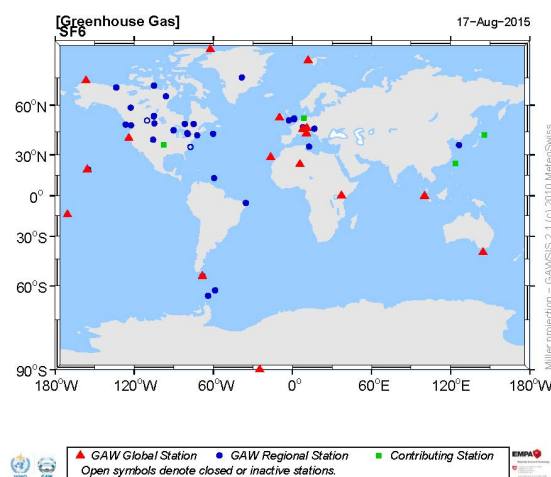 [Greenhouse Gas] 17-Aug-2015
SF6
60°N
30°N
0°
30°S
60°S
90°S
180°W 120°W 60°W 0° 60°E 120°E 180°W
Miller projection - GAWSIS 2.1 (c) 2010 MeteoSwiss
GAW Global Station GAW Regional Station Contributing Station
Open symbols denote closed or inactive stations.
EMPA